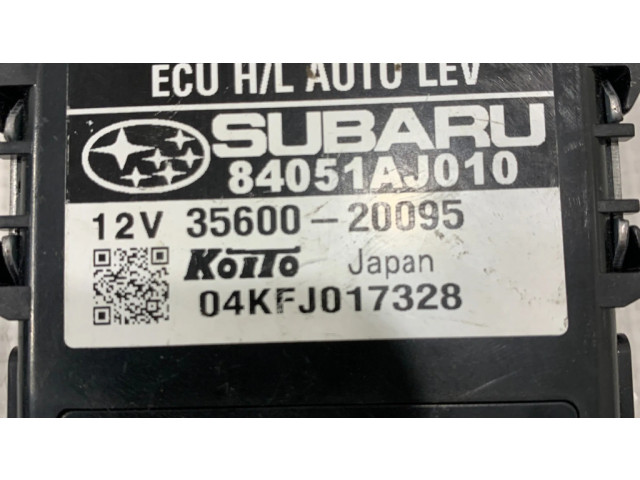 ECU H/L AUTO LEV
SUBARU
84051AJ010
12V 35600-20095
KOITO Japan
04KFJ017328